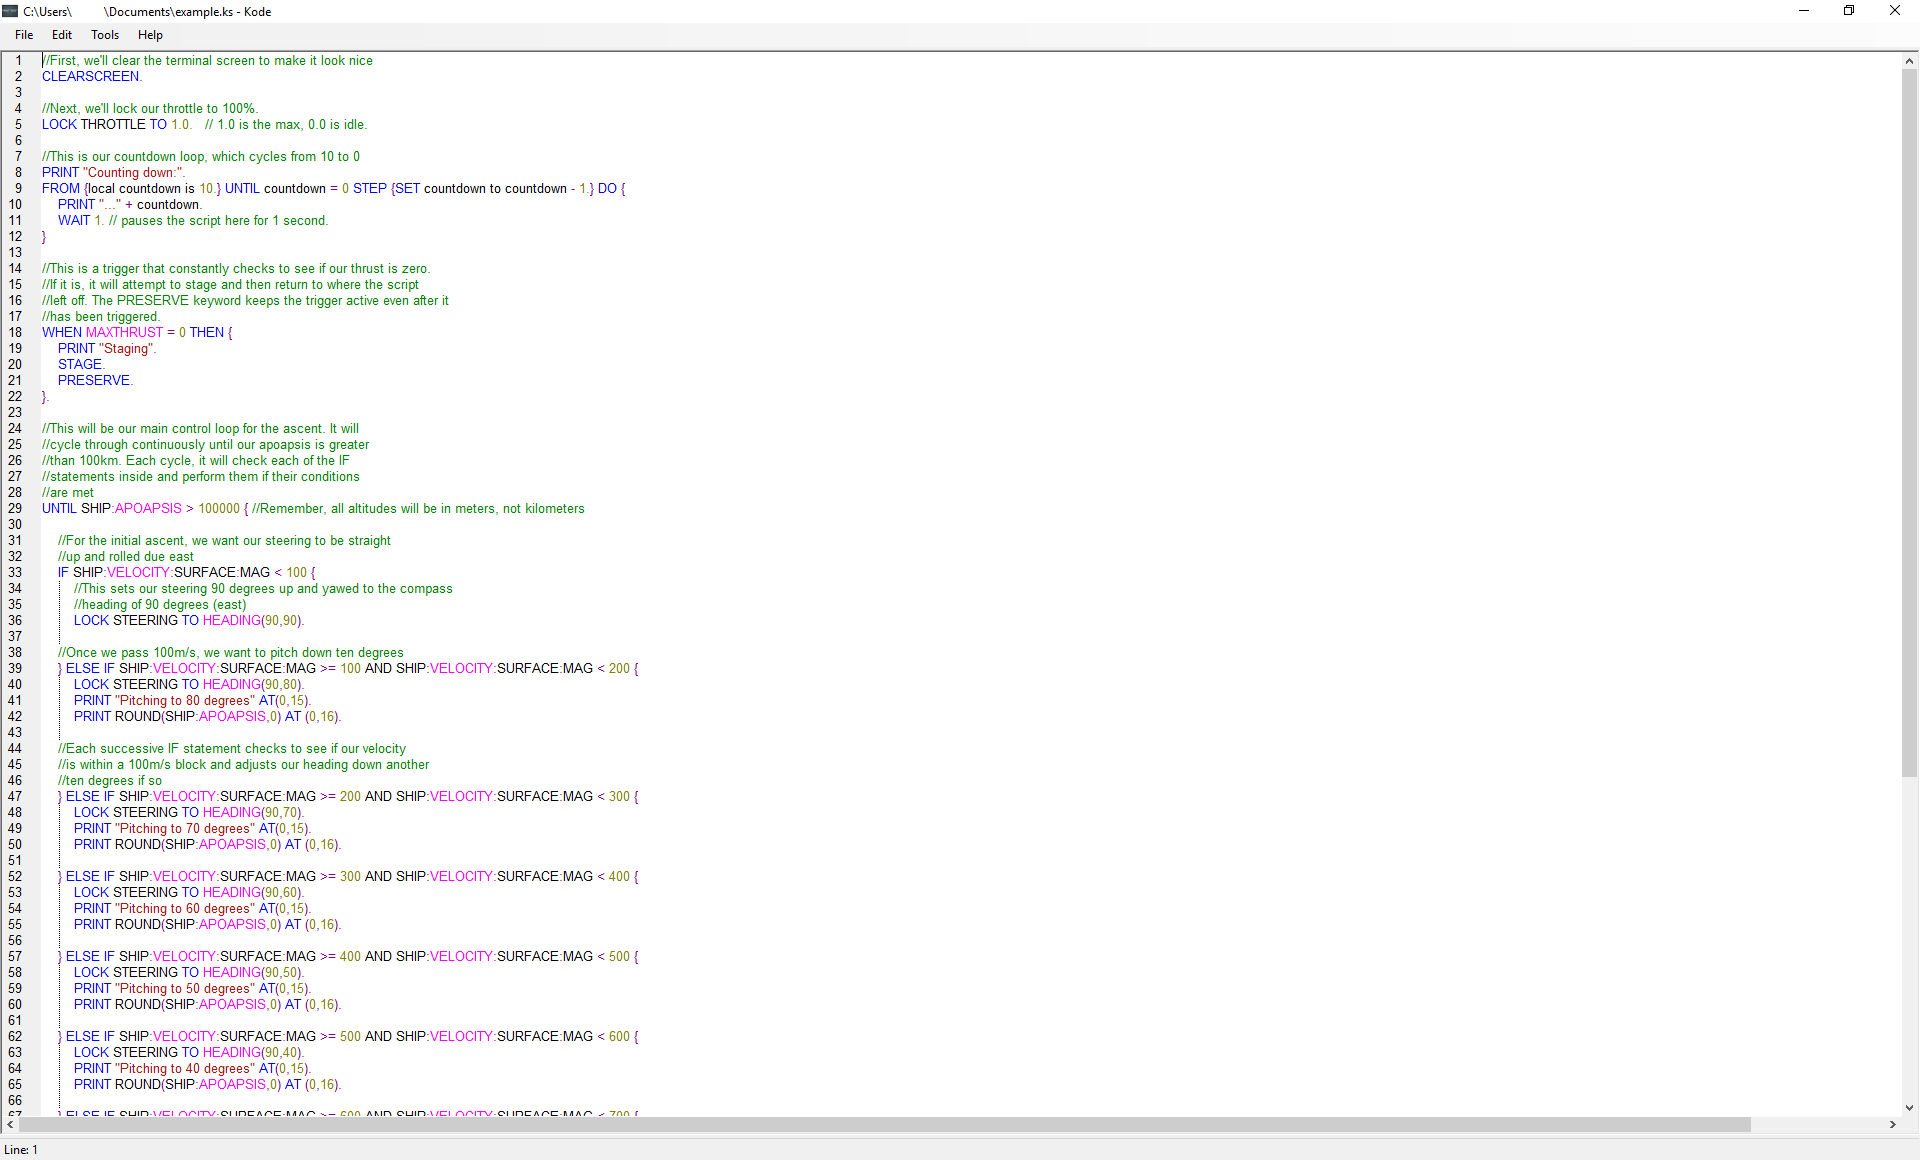 C:\Users\ \Documents\example.ks - Kode
File Edit Tools Help
1 //First, we'll clear the terminal screen to make it look nice
2 CLEARSCREEN.
3
4 //Next, we'll lock our throttle to 100%.
5 LOCK THROTTLE TO 1.0. // 1.0 is the max, 0.0 is idle.
6
7 //This is our countdown loop, which cycles from 10 to 0
8 PRINT "Counting down:".
9 FROM {local countdown is 10.} UNTIL countdown = 0 STEP {SET countdown to countdown - 1.} DO {
10 PRINT "..." + countdown.
11 WAIT 1. // pauses the script here for 1 second.
12 }
13
14 //This is a trigger that constantly checks to see if our thrust is zero.
15 //If it is, it will attempt to stage and then return to where the script
16 //left off. The PRESERVE keyword keeps the trigger active even after it
17 //has been triggered.
18 WHEN MAXTHRUST = 0 THEN {
19 PRINT "Staging".
20 STAGE.
21 PRESERVE.
22 }.
23
24 //This will be our main control loop for the ascent. It will
25 //cycle through continuously until our apoapsis is greater
26 //than 100km. Each cycle, it will check each of the IF
27 //statements inside and perform them if their conditions
28 //are met
29 UNTIL SHIP:APOAPSIS > 100000 { //Remember, all altitudes will be in meters, not kilometers
30
31 //For the initial ascent, we want our steering to be straight
32 //up and rolled due east
33 IF SHIP:VELOCITY:SURFACE:MAG < 100 {
34 //This sets our steering 90 degrees up and yawed to the compass
35 //heading of 90 degrees (east)
36 LOCK STEERING TO HEADING(90,90).
37
38 //Once we pass 100m/s, we want to pitch down ten degrees
39 } ELSE IF SHIP:VELOCITY:SURFACE:MAG >= 100 AND SHIP:VELOCITY:SURFACE:MAG < 200 {
40 LOCK STEERING TO HEADING(90,80).
41 PRINT "Pitching to 80 degrees" AT(0,15).
42 PRINT ROUND(SHIP:APOAPSIS,0) AT (0,16).
43
44 //Each successive IF statement checks to see if our velocity
45 //is within a 100m/s block and adjusts our heading down another
46 //ten degrees if so
47 } ELSE IF SHIP:VELOCITY:SURFACE:MAG >= 200 AND SHIP:VELOCITY:SURFACE:MAG < 300 {
48 LOCK STEERING TO HEADING(90,70).
49 PRINT "Pitching to 70 degrees" AT(0,15).
50 PRINT ROUND(SHIP:APOAPSIS,0) AT (0,16).
51
52 } ELSE IF SHIP:VELOCITY:SURFACE:MAG >= 300 AND SHIP:VELOCITY:SURFACE:MAG < 400 {
53 LOCK STEERING TO HEADING(90,60).
54 PRINT "Pitching to 60 degrees" AT(0,15).
55 PRINT ROUND(SHIP:APOAPSIS,0) AT (0,16).
56
57 } ELSE IF SHIP:VELOCITY:SURFACE:MAG >= 400 AND SHIP:VELOCITY:SURFACE:MAG < 500 {
58 LOCK STEERING TO HEADING(90,50).
59 PRINT "Pitching to 50 degrees" AT(0,15).
60 PRINT ROUND(SHIP:APOAPSIS,0) AT (0,16).
61
62 } ELSE IF SHIP:VELOCITY:SURFACE:MAG >= 500 AND SHIP:VELOCITY:SURFACE:MAG < 600 {
63 LOCK STEERING TO HEADING(90,40).
64 PRINT "Pitching to 40 degrees" AT(0,15).
65 PRINT ROUND(SHIP:APOAPSIS,0) AT (0,16).
66
67 } ELSE IF SHIP:VELOCITY:SURFACE:MAG >= 600 AND SHIP:VELOCITY:SURFACE:MAG < 700 {
Line: 1